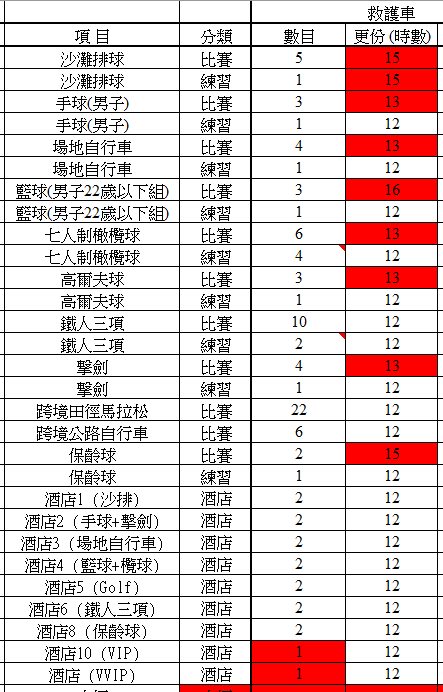 救護車
項 目 分類 數目 更份 (時數)
沙灘排球 比賽 5 15
沙灘排球 練習 1 15
手球(男子) 比賽 3 13
手球(男子) 練習 1 12
場地自行車 比賽 4 13
場地自行車 練習 1 12
籃球(男子22歲以下組) 比賽 3 16
籃球(男子22歲以下組) 練習 1 12
七人制橄欖球 比賽 6 13
七人制橄欖球 練習 4 12
高爾夫球 比賽 3 13
高爾夫球 練習 1 12
鐵人三項 比賽 10 12
鐵人三項 練習 2 12
擊劍 比賽 4 13
擊劍 練習 1 12
跨境田徑馬拉松 比賽 22 12
跨境公路自行車 比賽 6 12
保齡球 比賽 2 15
保齡球 練習 1 12
酒店1 (沙排) 酒店 2 12
酒店2 (手球+擊劍) 酒店 2 12
酒店3 (場地自行車) 酒店 2 12
酒店4 (籃球+欖球) 酒店 2 12
酒店5 (Golf) 酒店 2 12
酒店6 (鐵人三項) 酒店 2 12
酒店8 (保齡球) 酒店 2 12
酒店10 (VIP) 酒店 1 12
酒店 (VVIP) 酒店 1 12